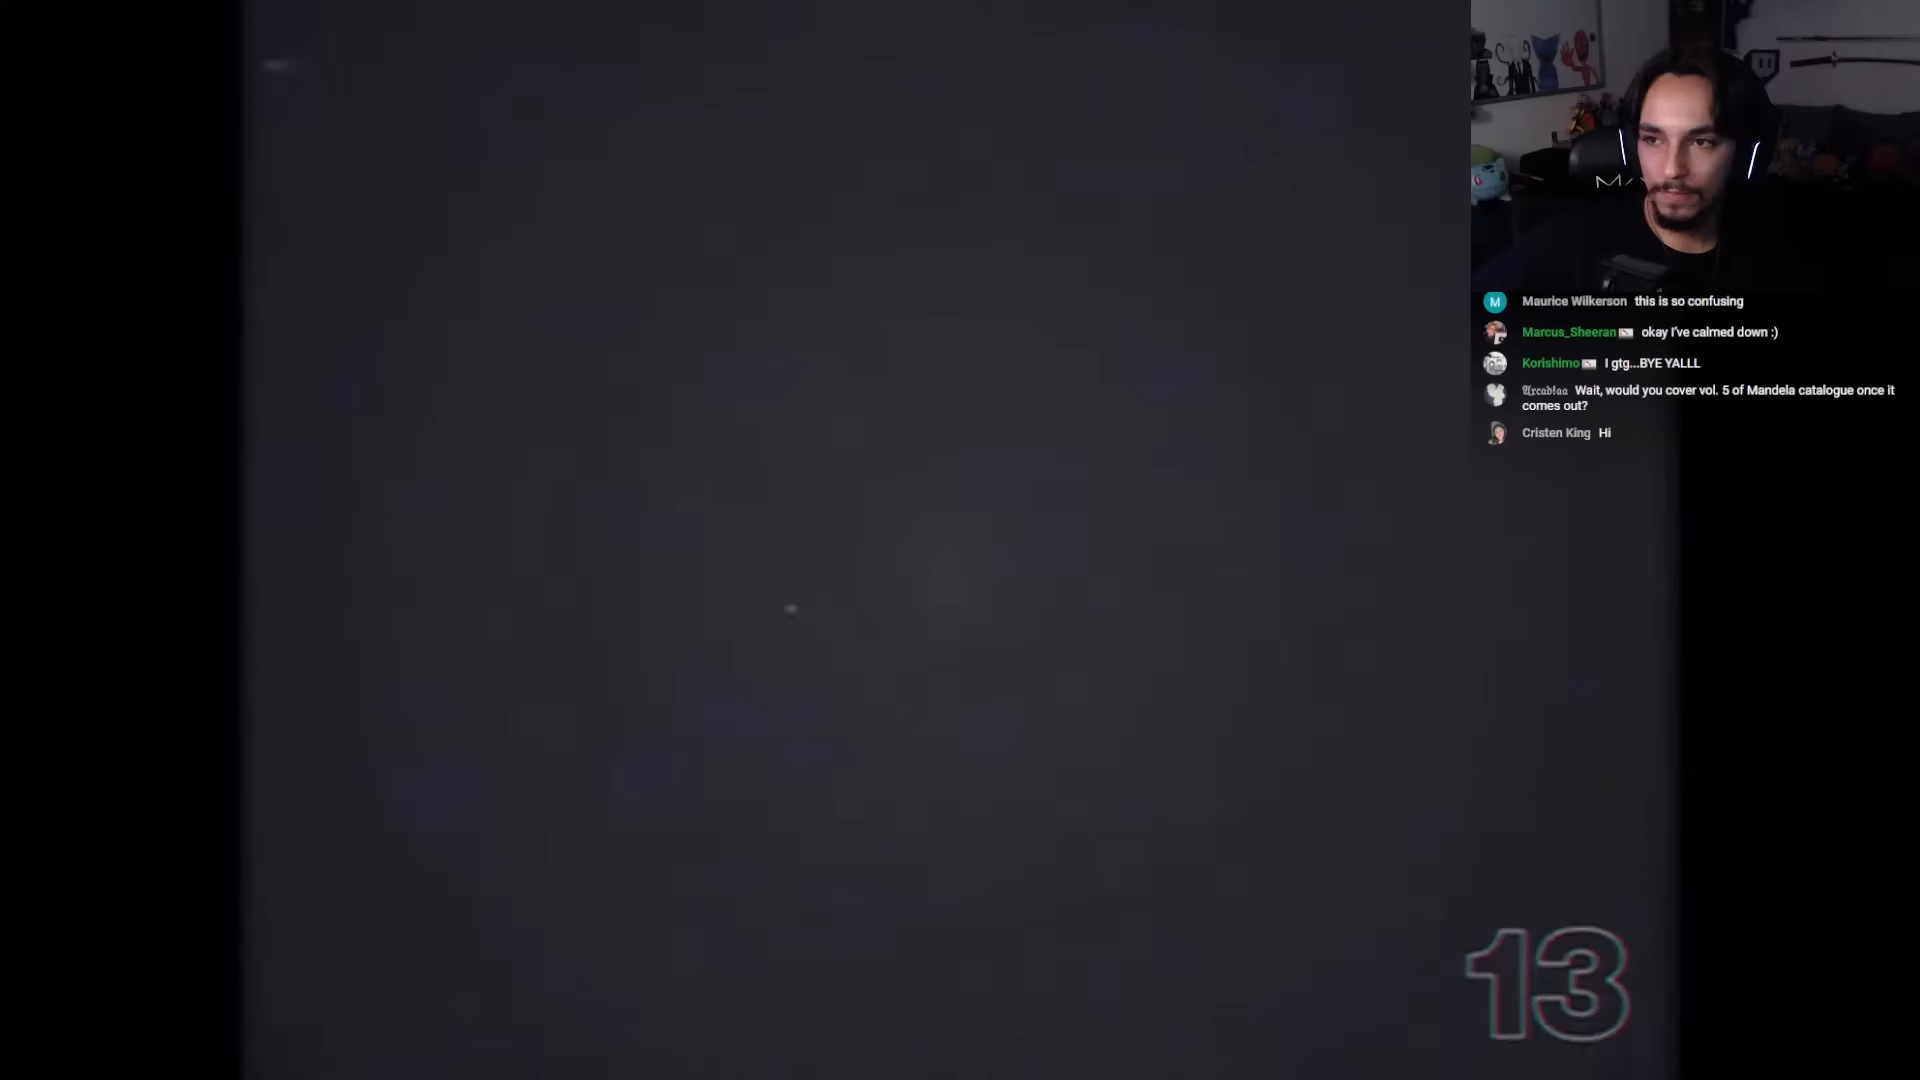 Maurice Wilkerson this is so confusing
Marcus_Sheeran okay I've calmed down :)
Korishimo I gtg...BYE YALLL
𝔄𝔯𝔠𝔞𝔡𝔦𝔞𝔞 Wait, would you cover vol. 5 of Mandela catalogue once it
comes out?
Cristen King Hi
13